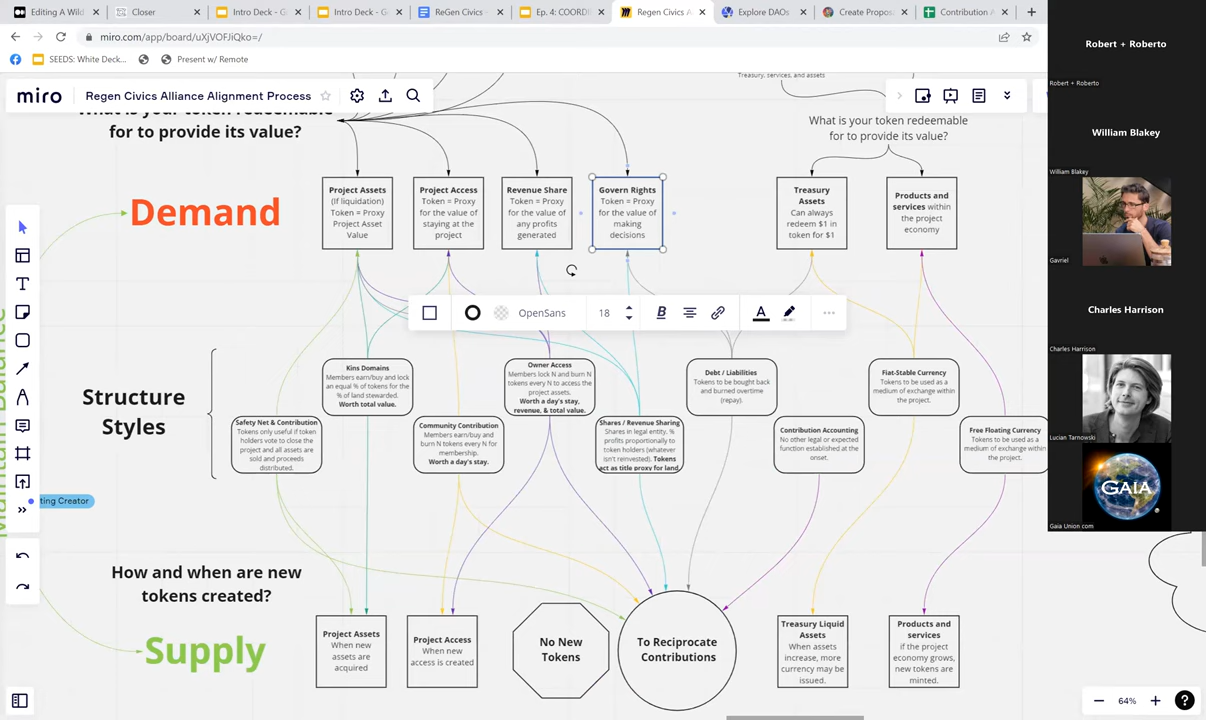 Editing A Wild
Closer
Intro Deck - G
Intro Deck - G
ReGen Civics
Ep. 4: COORD
Regen Civics A
Explore DAOs
Create Propos
Contribution A
miro.com/app/board/uXjVOFJiQko=/
SEEDS: White Deck...
Present w/ Remote
miro
Regen Civics Alliance Alignment Process
Treasury, services, and assets
What is your token redeemable
for to provide its value?
What is your token redeemable
for to provide its value?
Demand
Project Assets
(If liquidation)
Token = Proxy
Project Asset
Value
Project Access
Token = Proxy
for the value of
staying at the
project
Revenue Share
Token = Proxy
for the value of
any profits
generated
Govern Rights
Token = Proxy
for the value of
making
decisions
Treasury
Assets
Can always
redeem $1 in
token for $1
Products and
services within
the project
economy
OpenSans
18
B
A
Structure
Styles
Kins Domains
Members earn/buy and lock
an equal % of tokens for the
% of land stewarded.
Worth total value.
Owner Access
Members lock N and burn N
tokens every N to access the
project assets.
Worth a day's stay,
revenue, & total value.
Debt / Liabilities
Tokens to be bought back
and burned overtime
(repay).
Fiat-Stable Currency
Tokens to be used as a
medium of exchange within
the project.
Safety Net & Contribution
Tokens only useful if token
holders vote to close the
project and all assets are
sold and proceeds
distributed.
Community Contribution
Members earn/buy and
burn N tokens every N for
membership.
Worth a day's stay.
Shares / Revenue Sharing
Shares in legal entity, %
profits proportionally to
token holders (whatever
isn't reinvested). Tokens
act as title proxy for land
Contribution Accounting
No other legal or expected
function established at the
onset.
Free Floating Currency
Tokens to be used as a
medium of exchange within
the project.
ting Creator
How and when are new
tokens created?
Supply
Project Assets
When new
assets are
acquired
Project Access
When new
access is created
No New
Tokens
To Reciprocate
Contributions
Treasury Liquid
Assets
When assets
increase, more
currency may be
issued.
Products and
services
if the project
economy grows,
new tokens are
minted.
64%
Robert + Roberto
Robert + Roberto
William Blakey
William Blakey
Gavriel
Charles Harrison
Charles Harrison
Lucian Tarnowski
GAIA
Gaia Union com